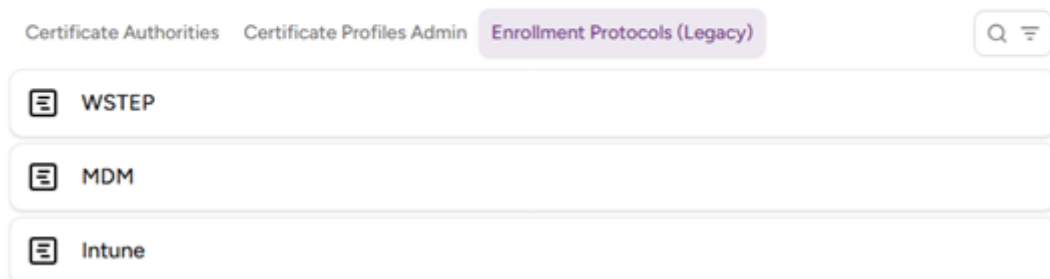 Certificate Authorities Certificate Profiles Admin Enrollment Protocols (Legacy)
WSTEP
MDM
Intune